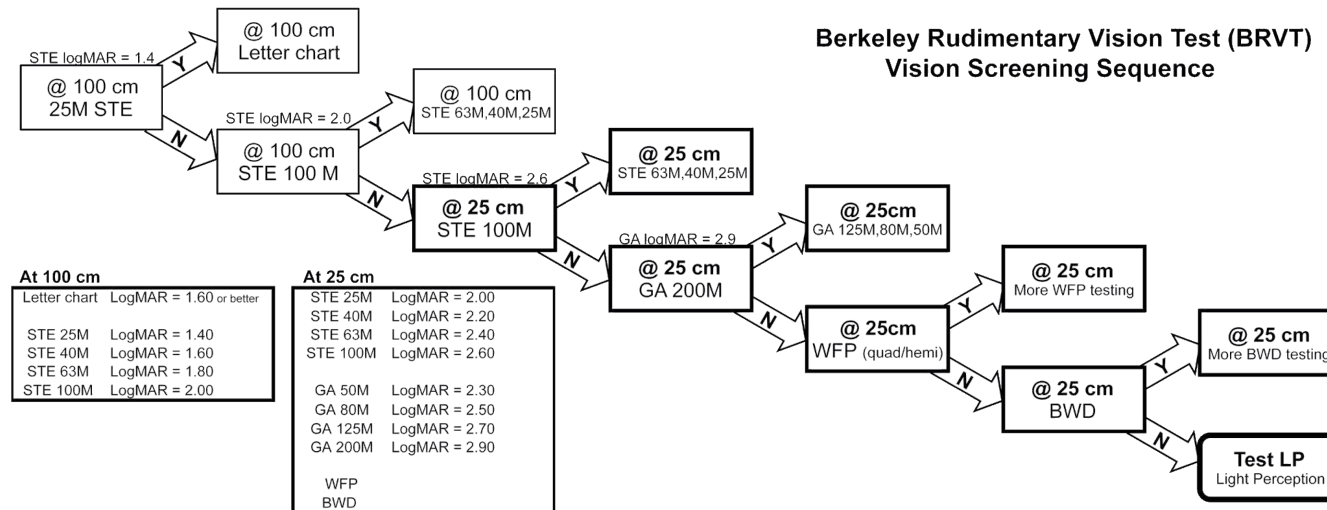 Berkeley Rudimentary Vision Test (BRVT)
Vision Screening Sequence
STE logMAR = 1.4
@ 100 cm
25M STE
Y
@ 100 cm
Letter chart
N
STE logMAR = 2.0
@ 100 cm
STE 100 M
Y
@ 100 cm
STE 63M,40M,25M
N
STE logMAR = 2.6
@ 25 cm
STE 100M
Y
@ 25 cm
STE 63M,40M,25M
N
GA logMAR = 2.9
@ 25 cm
GA 200M
Y
@ 25cm
GA 125M,80M,50M
N
@ 25cm
WFP (quad/hemi)
Y
@ 25 cm
More WFP testing
N
@ 25 cm
BWD
Y
@ 25 cm
More BWD testing
N
Test LP
Light Perception
At 100 cm
Letter chart LogMAR = 1.60 or better
STE 25M LogMAR = 1.40
STE 40M LogMAR = 1.60
STE 63M LogMAR = 1.80
STE 100M LogMAR = 2.00
At 25 cm
STE 25M LogMAR = 2.00
STE 40M LogMAR = 2.20
STE 63M LogMAR = 2.40
STE 100M LogMAR = 2.60
GA 50M LogMAR = 2.30
GA 80M LogMAR = 2.50
GA 125M LogMAR = 2.70
GA 200M LogMAR = 2.90
WFP
BWD